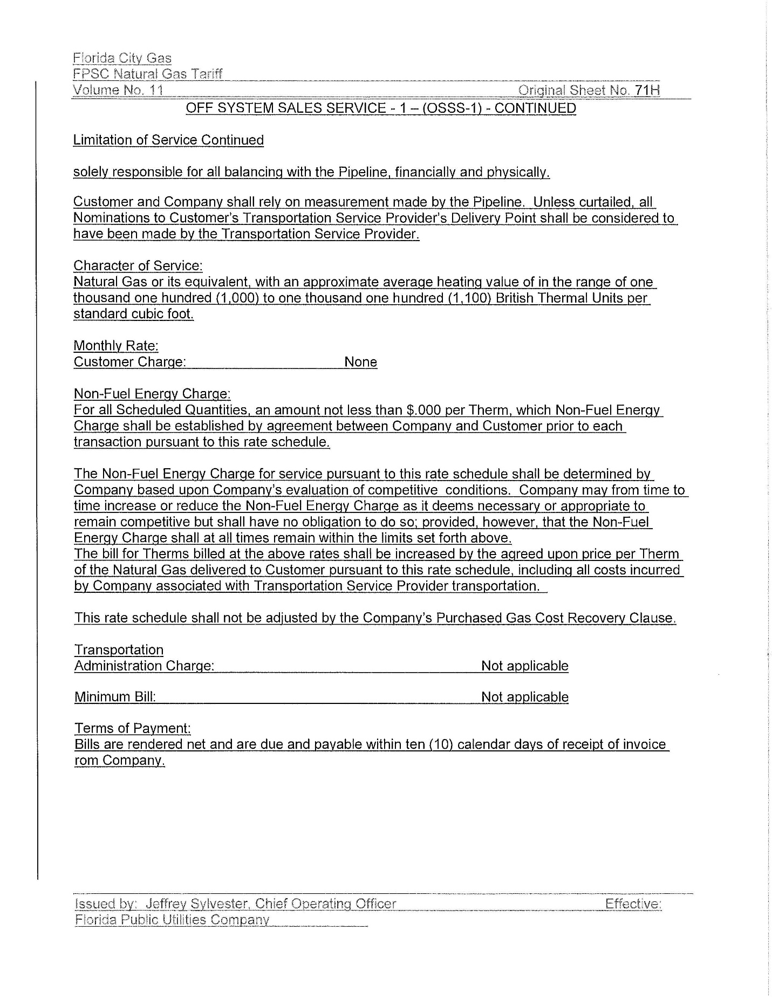 Florida City Gas
FPSC Natural Gas Tariff
Volume No. 11 Original Sheet No. 71H
OFF SYSTEM SALES SERVICE - 1 – (OSSS-1) - CONTINUED
Limitation of Service Continued
solely responsible for all balancing with the Pipeline, financially and physically.
Customer and Company shall rely on measurement made by the Pipeline. Unless curtailed, all
Nominations to Customer's Transportation Service Provider's Delivery Point shall be considered to
have been made by the Transportation Service Provider.
Character of Service:
Natural Gas or its equivalent, with an approximate average heating value of in the range of one
thousand one hundred (1,000) to one thousand one hundred (1,100) British Thermal Units per
standard cubic foot.
Monthly Rate:
Customer Charge: None
Non-Fuel Energy Charge:
For all Scheduled Quantities, an amount not less than $.000 per Therm, which Non-Fuel Energy
Charge shall be established by agreement between Company and Customer prior to each
transaction pursuant to this rate schedule.
The Non-Fuel Energy Charge for service pursuant to this rate schedule shall be determined by
Company based upon Company's evaluation of competitive conditions. Company may from time to
time increase or reduce the Non-Fuel Energy Charge as it deems necessary or appropriate to
remain competitive but shall have no obligation to do so; provided, however, that the Non-Fuel
Energy Charge shall at all times remain within the limits set forth above.
The bill for Therms billed at the above rates shall be increased by the agreed upon price per Therm
of the Natural Gas delivered to Customer pursuant to this rate schedule, including all costs incurred
by Company associated with Transportation Service Provider transportation.
This rate schedule shall not be adjusted by the Company's Purchased Gas Cost Recovery Clause.
Transportation
Administration Charge: Not applicable
Minimum Bill: Not applicable
Terms of Payment:
Bills are rendered net and are due and payable within ten (10) calendar days of receipt of invoice
rom Company.
Issued by: Jeffrey Sylvester, Chief Operating Officer Effective:
Florida Public Utilities Company